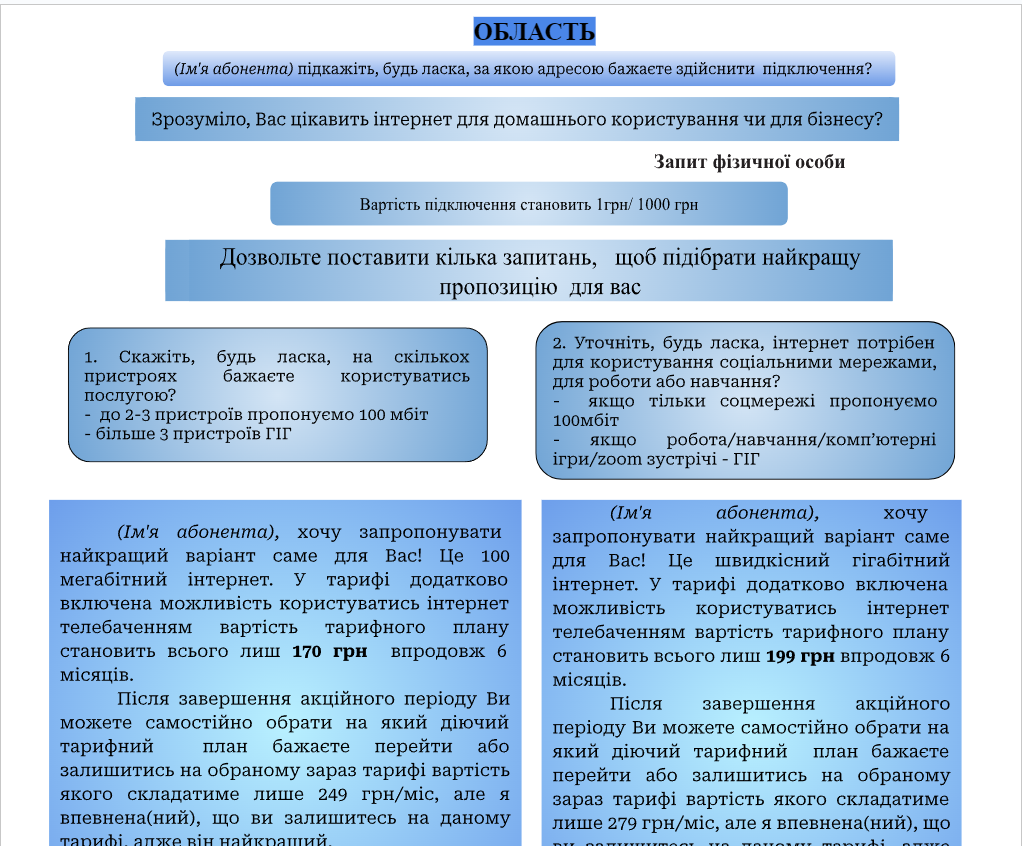 ОБЛАСТЬ
(Ім'я абонента) підкажіть, будь ласка, за якою адресою бажаєте здійснити підключення?
Зрозуміло, Вас цікавить інтернет для домашнього користування чи для бізнесу?
Запит фізичної особи
Вартість підключення становить 1грн/ 1000 грн
Дозвольте поставити кілька запитань, щоб підібрати найкращу
пропозицію для вас
1. Скажіть, будь ласка, на скількох
пристроях бажаєте користуватись
послугою?
- до 2-3 пристроїв пропонуємо 100 мбіт
- більше 3 пристроїв ГІГ
2. Уточніть, будь ласка, інтернет потрібен
для користування соціальними мережами,
для роботи або навчання?
- якщо тільки соцмережі пропонуємо
100мбіт
- якщо робота/навчання/комп’ютерні
ігри/zoom зустрічі - ГІГ
(Ім'я абонента), хочу запропонувати
найкращий варіант саме для Вас! Це 100
мегабітний інтернет. У тарифі додатково
включена можливість користуватись інтернет
телебаченням вартість тарифного плану
становить всього лиш 170 грн впродовж 6
місяців.
Після завершення акційного періоду Ви
можете самостійно обрати на який діючий
тарифний план бажаєте перейти або
залишитись на обраному зараз тарифі вартість
якого складатиме лише 249 грн/міс, але я
впевнена(ний), що ви залишитесь на даному
тарифі, адже він найкращий.
(Ім'я абонента), хочу
запропонувати найкращий варіант саме
для Вас! Це швидкісний гігабітний
інтернет. У тарифі додатково включена
можливість користуватись інтернет
телебаченням вартість тарифного плану
становить всього лиш 199 грн впродовж 6
місяців.
Після завершення акційного
періоду Ви можете самостійно обрати на
який діючий тарифний план бажаєте
перейти або залишитись на обраному
зараз тарифі вартість якого складатиме
лише 279 грн/міс, але я впевнена(ний), що
ви залишитесь на даному тарифі, адже